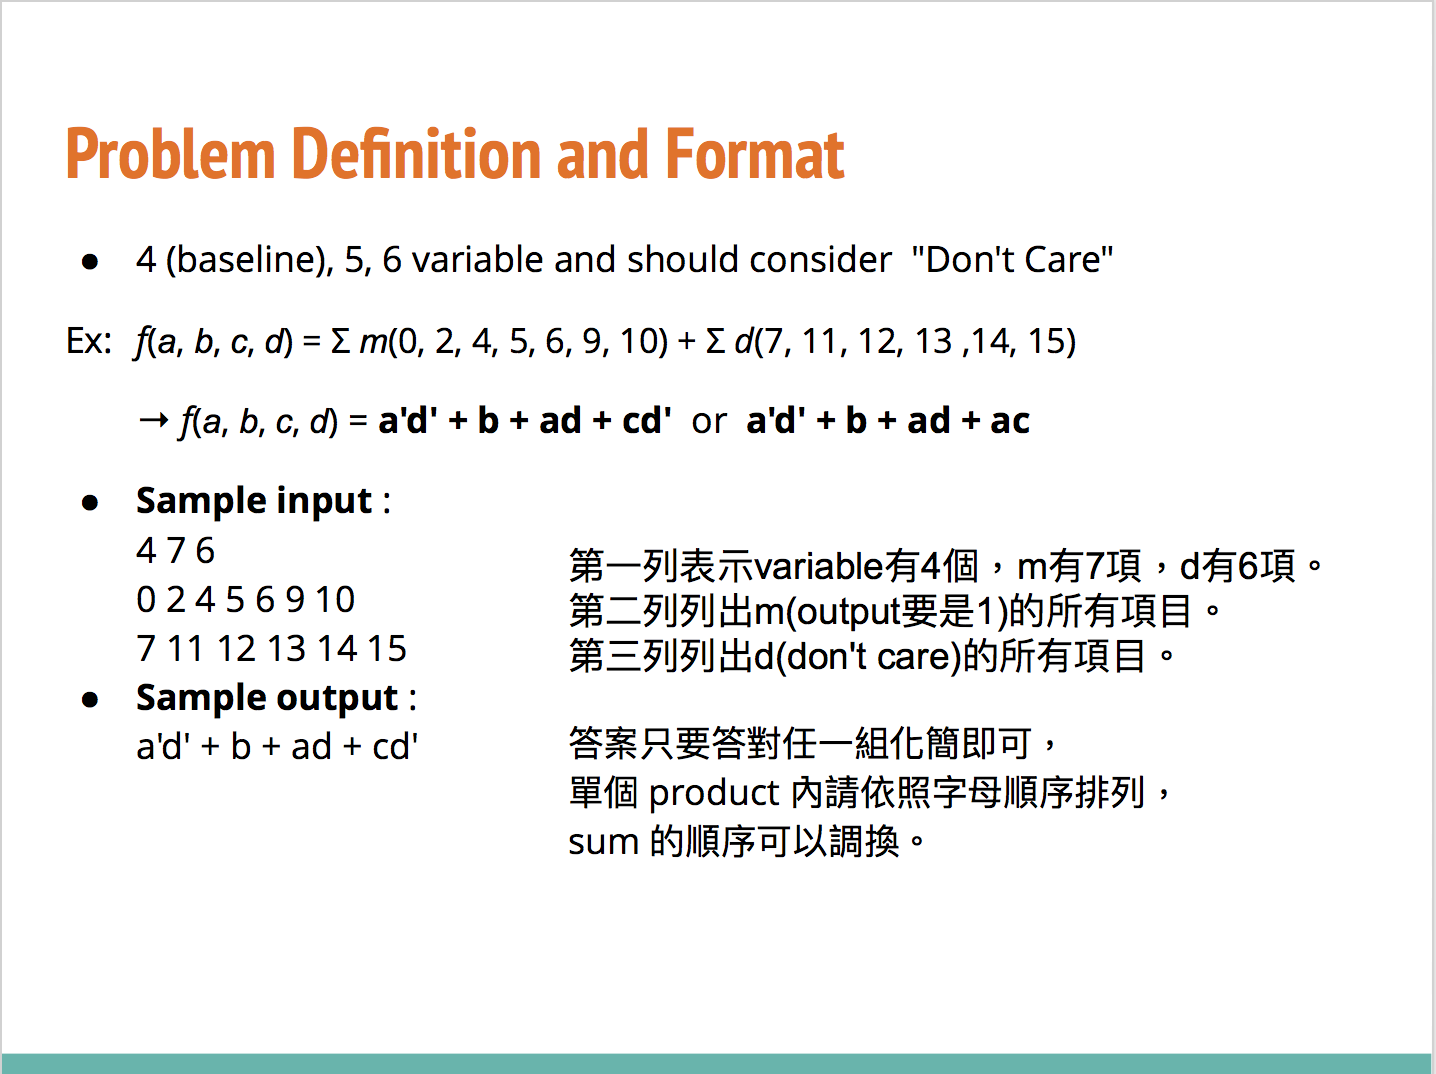 Problem Definition and Format
● 4 (baseline), 5, 6 variable and should consider "Don't Care"
Ex: f(a, b, c, d) = Σ m(0, 2, 4, 5, 6, 9, 10) + Σ d(7, 11, 12, 13 ,14, 15)
→ f(a, b, c, d) = a'd' + b + ad + cd' or a'd' + b + ad + ac
● Sample input :
4 7 6
0 2 4 5 6 9 10
7 11 12 13 14 15
第一列表示variable有4個，m有7項，d有6項。
第二列列出m(output要是1)的所有項目。
第三列列出d(don't care)的所有項目。
● Sample output :
a'd' + b + ad + cd'
答案只要答對任一組化簡即可，
單個 product 內請依照字母順序排列，
sum 的順序可以調換。